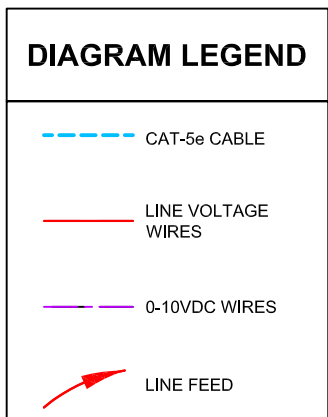 DIAGRAM LEGEND
CAT-5e CABLE
LINE VOLTAGE
WIRES
0-10VDC WIRES
LINE FEED